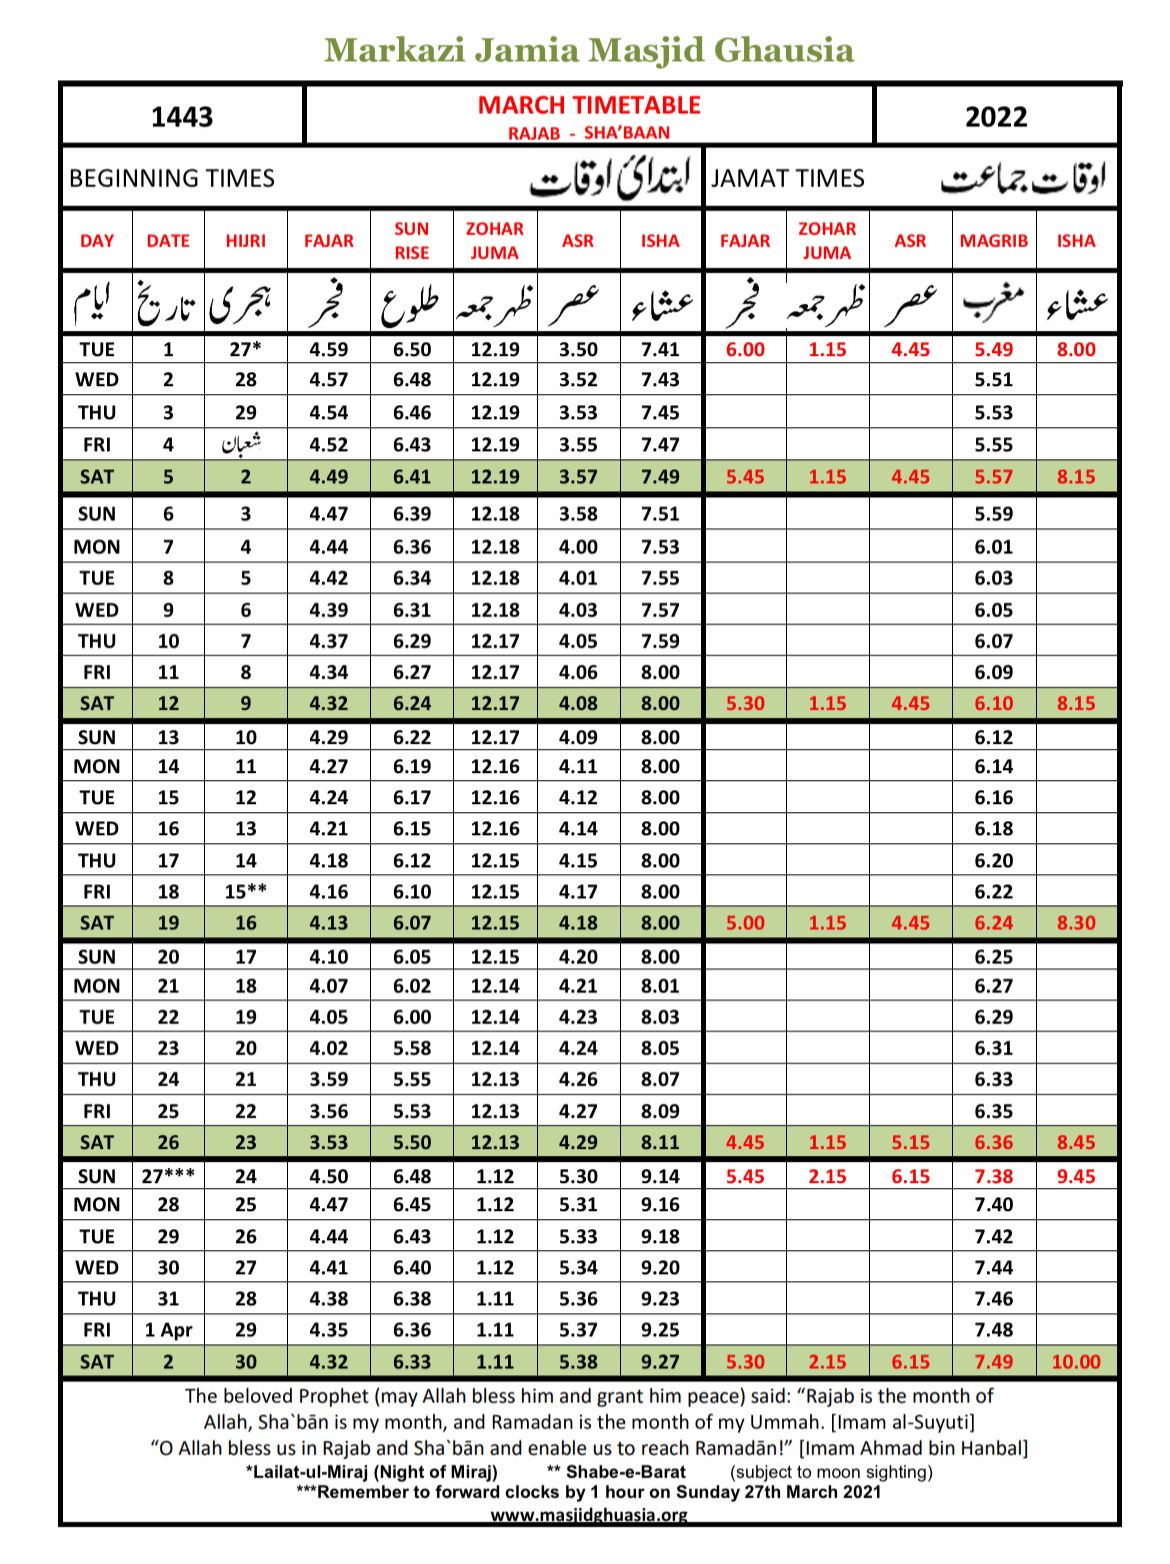 Markazi Jamia Masjid Ghausia
1443 MARCH TIMETABLE 2022
RAJAB - SHA’BAAN
BEGINNING TIMES ابتدائ اوقات JAMAT TIMES اوقات جماعت
DAY DATE HIJRI FAJAR SUN RISE ZOHAR JUMA ASR ISHA FAJAR ZOHAR JUMA ASR MAGRIB ISHA
ایام تاریخ ہجری فجر طلوع ظہر جمعہ عصر عشاء فجر ظہر جمعہ عصر مغرب عشاء
TUE 1 27* 4.59 6.50 12.19 3.50 7.41 6.00 1.15 4.45 5.49 8.00
WED 2 28 4.57 6.48 12.19 3.52 7.43 5.51
THU 3 29 4.54 6.46 12.19 3.53 7.45 5.53
FRI 4 شعبان 4.52 6.43 12.19 3.55 7.47 5.55
SAT 5 2 4.49 6.41 12.19 3.57 7.49 5.45 1.15 4.45 5.57 8.15
SUN 6 3 4.47 6.39 12.18 3.58 7.51 5.59
MON 7 4 4.44 6.36 12.18 4.00 7.53 6.01
TUE 8 5 4.42 6.34 12.18 4.01 7.55 6.03
WED 9 6 4.39 6.31 12.18 4.03 7.57 6.05
THU 10 7 4.37 6.29 12.17 4.05 7.59 6.07
FRI 11 8 4.34 6.27 12.17 4.06 8.00 6.09
SAT 12 9 4.32 6.24 12.17 4.08 8.00 5.30 1.15 4.45 6.10 8.15
SUN 13 10 4.29 6.22 12.17 4.09 8.00 6.12
MON 14 11 4.27 6.19 12.16 4.11 8.00 6.14
TUE 15 12 4.24 6.17 12.16 4.12 8.00 6.16
WED 16 13 4.21 6.15 12.16 4.14 8.00 6.18
THU 17 14 4.18 6.12 12.15 4.15 8.00 6.20
FRI 18 15** 4.16 6.10 12.15 4.17 8.00 6.22
SAT 19 16 4.13 6.07 12.15 4.18 8.00 5.00 1.15 4.45 6.24 8.30
SUN 20 17 4.10 6.05 12.15 4.20 8.00 6.25
MON 21 18 4.07 6.02 12.14 4.21 8.01 6.27
TUE 22 19 4.05 6.00 12.14 4.23 8.03 6.29
WED 23 20 4.02 5.58 12.14 4.24 8.05 6.31
THU 24 21 3.59 5.55 12.13 4.26 8.07 6.33
FRI 25 22 3.56 5.53 12.13 4.27 8.09 6.35
SAT 26 23 3.53 5.50 12.13 4.29 8.11 4.45 1.15 5.15 6.36 8.45
SUN 27*** 24 4.50 6.48 1.12 5.30 9.14 5.45 2.15 6.15 7.38 9.45
MON 28 25 4.47 6.45 1.12 5.31 9.16 7.40
TUE 29 26 4.44 6.43 1.12 5.33 9.18 7.42
WED 30 27 4.41 6.40 1.12 5.34 9.20 7.44
THU 31 28 4.38 6.38 1.11 5.36 9.23 7.46
FRI 1 Apr 29 4.35 6.36 1.11 5.37 9.25 7.48
SAT 2 30 4.32 6.33 1.11 5.38 9.27 5.30 2.15 6.15 7.49 10.00
The beloved Prophet (may Allah bless him and grant him peace) said: “Rajab is the month of
Allah, Sha`bān is my month, and Ramadan is the month of my Ummah. [Imam al-Suyuti]
“O Allah bless us in Rajab and Sha`bān and enable us to reach Ramadān!” [Imam Ahmad bin Hanbal]
*Lailat-ul-Miraj (Night of Miraj) ** Shabe-e-Barat (subject to moon sighting)
***Remember to forward clocks by 1 hour on Sunday 27th March 2021
www.masjidghuasia.org